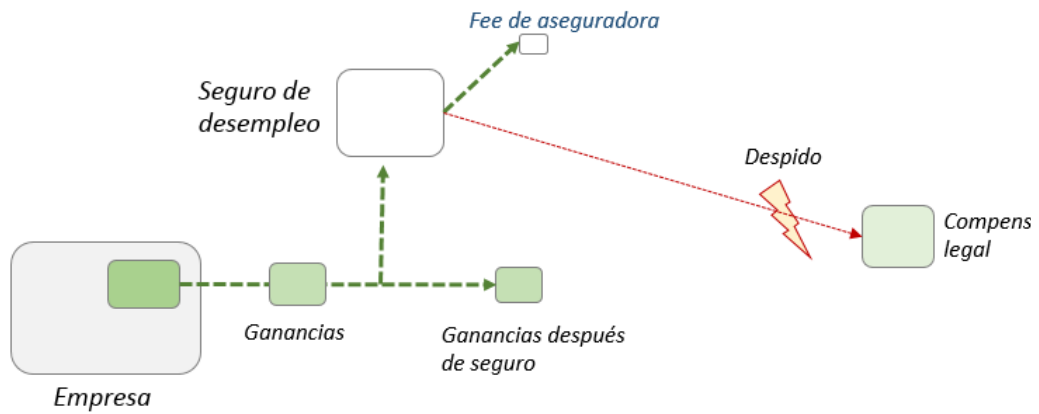 Fee de aseguradora
Seguro de
desempleo
Despido
Compens
legal
Ganancias
Ganancias después
de seguro
Empresa